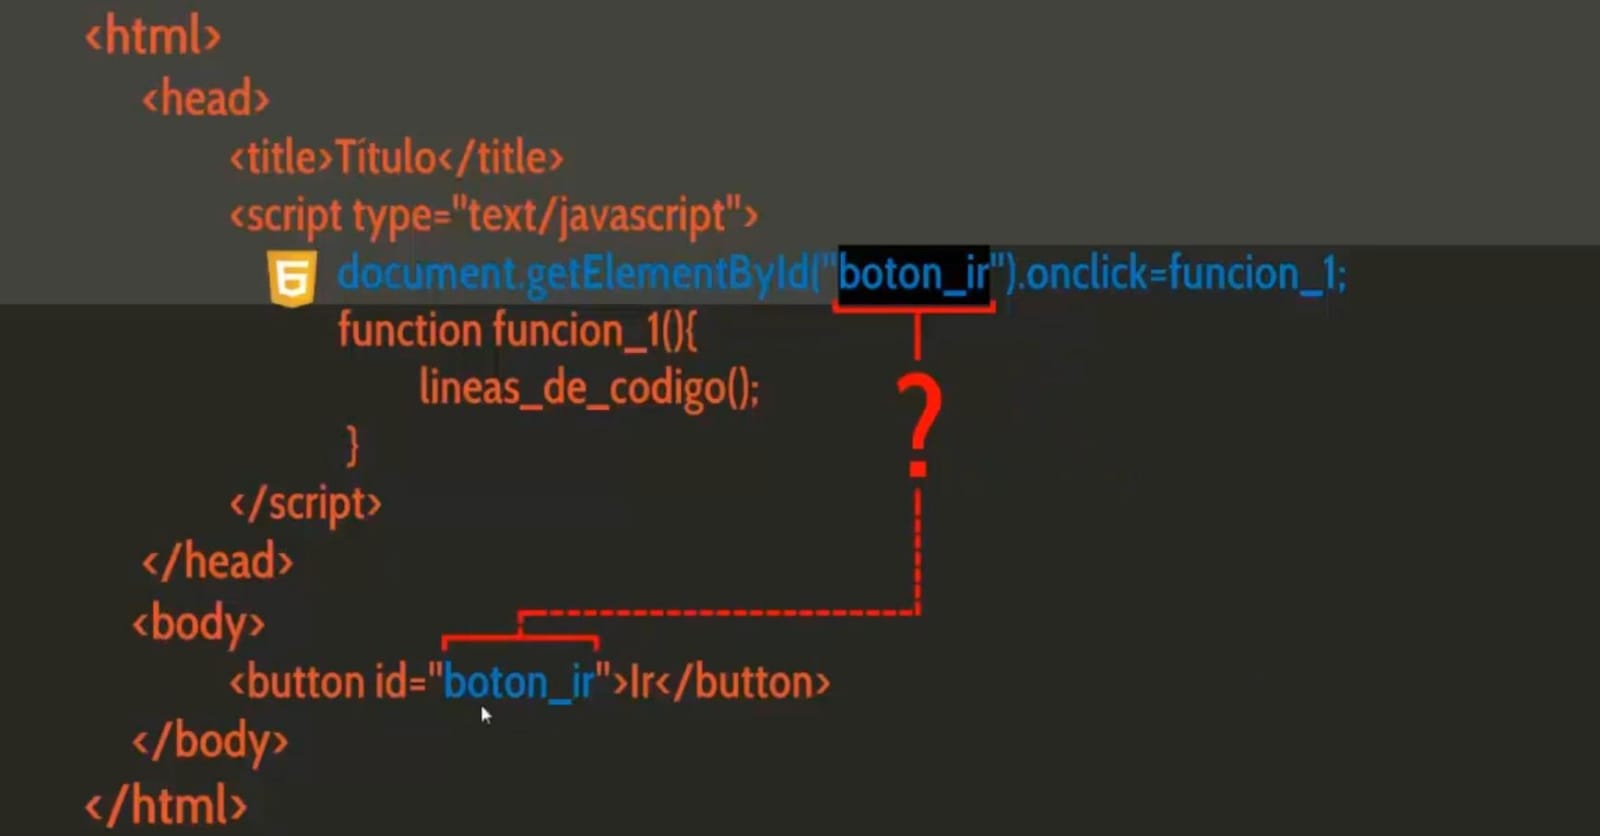 <html>
<head>
<title>Título</title>
<script type="text/javascript">
5 document.getElementById("boton_ir").onclick=funcion_1;
function funcion_1(){
lineas_de_codigo();
}
</script>
?
</head>
<body>
<button id="boton_ir">Ir</button>
</body>
</html>